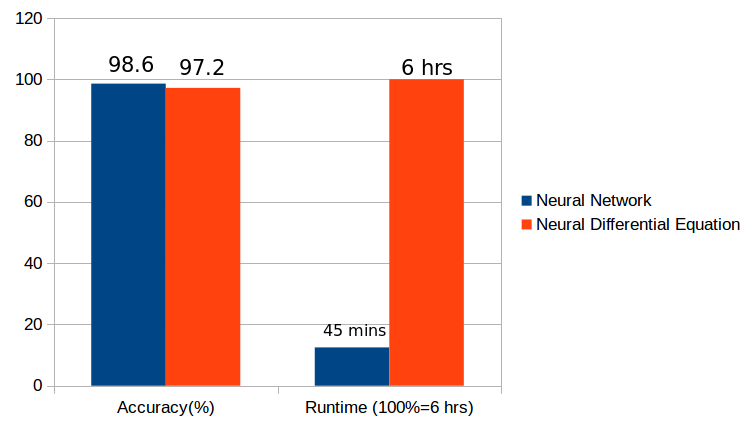 120
100
80
60
40
20
0
98.6
97.2
45 mins
6 hrs
Accuracy(%)
Runtime (100%=6 hrs)
Neural Network
Neural Differential Equation